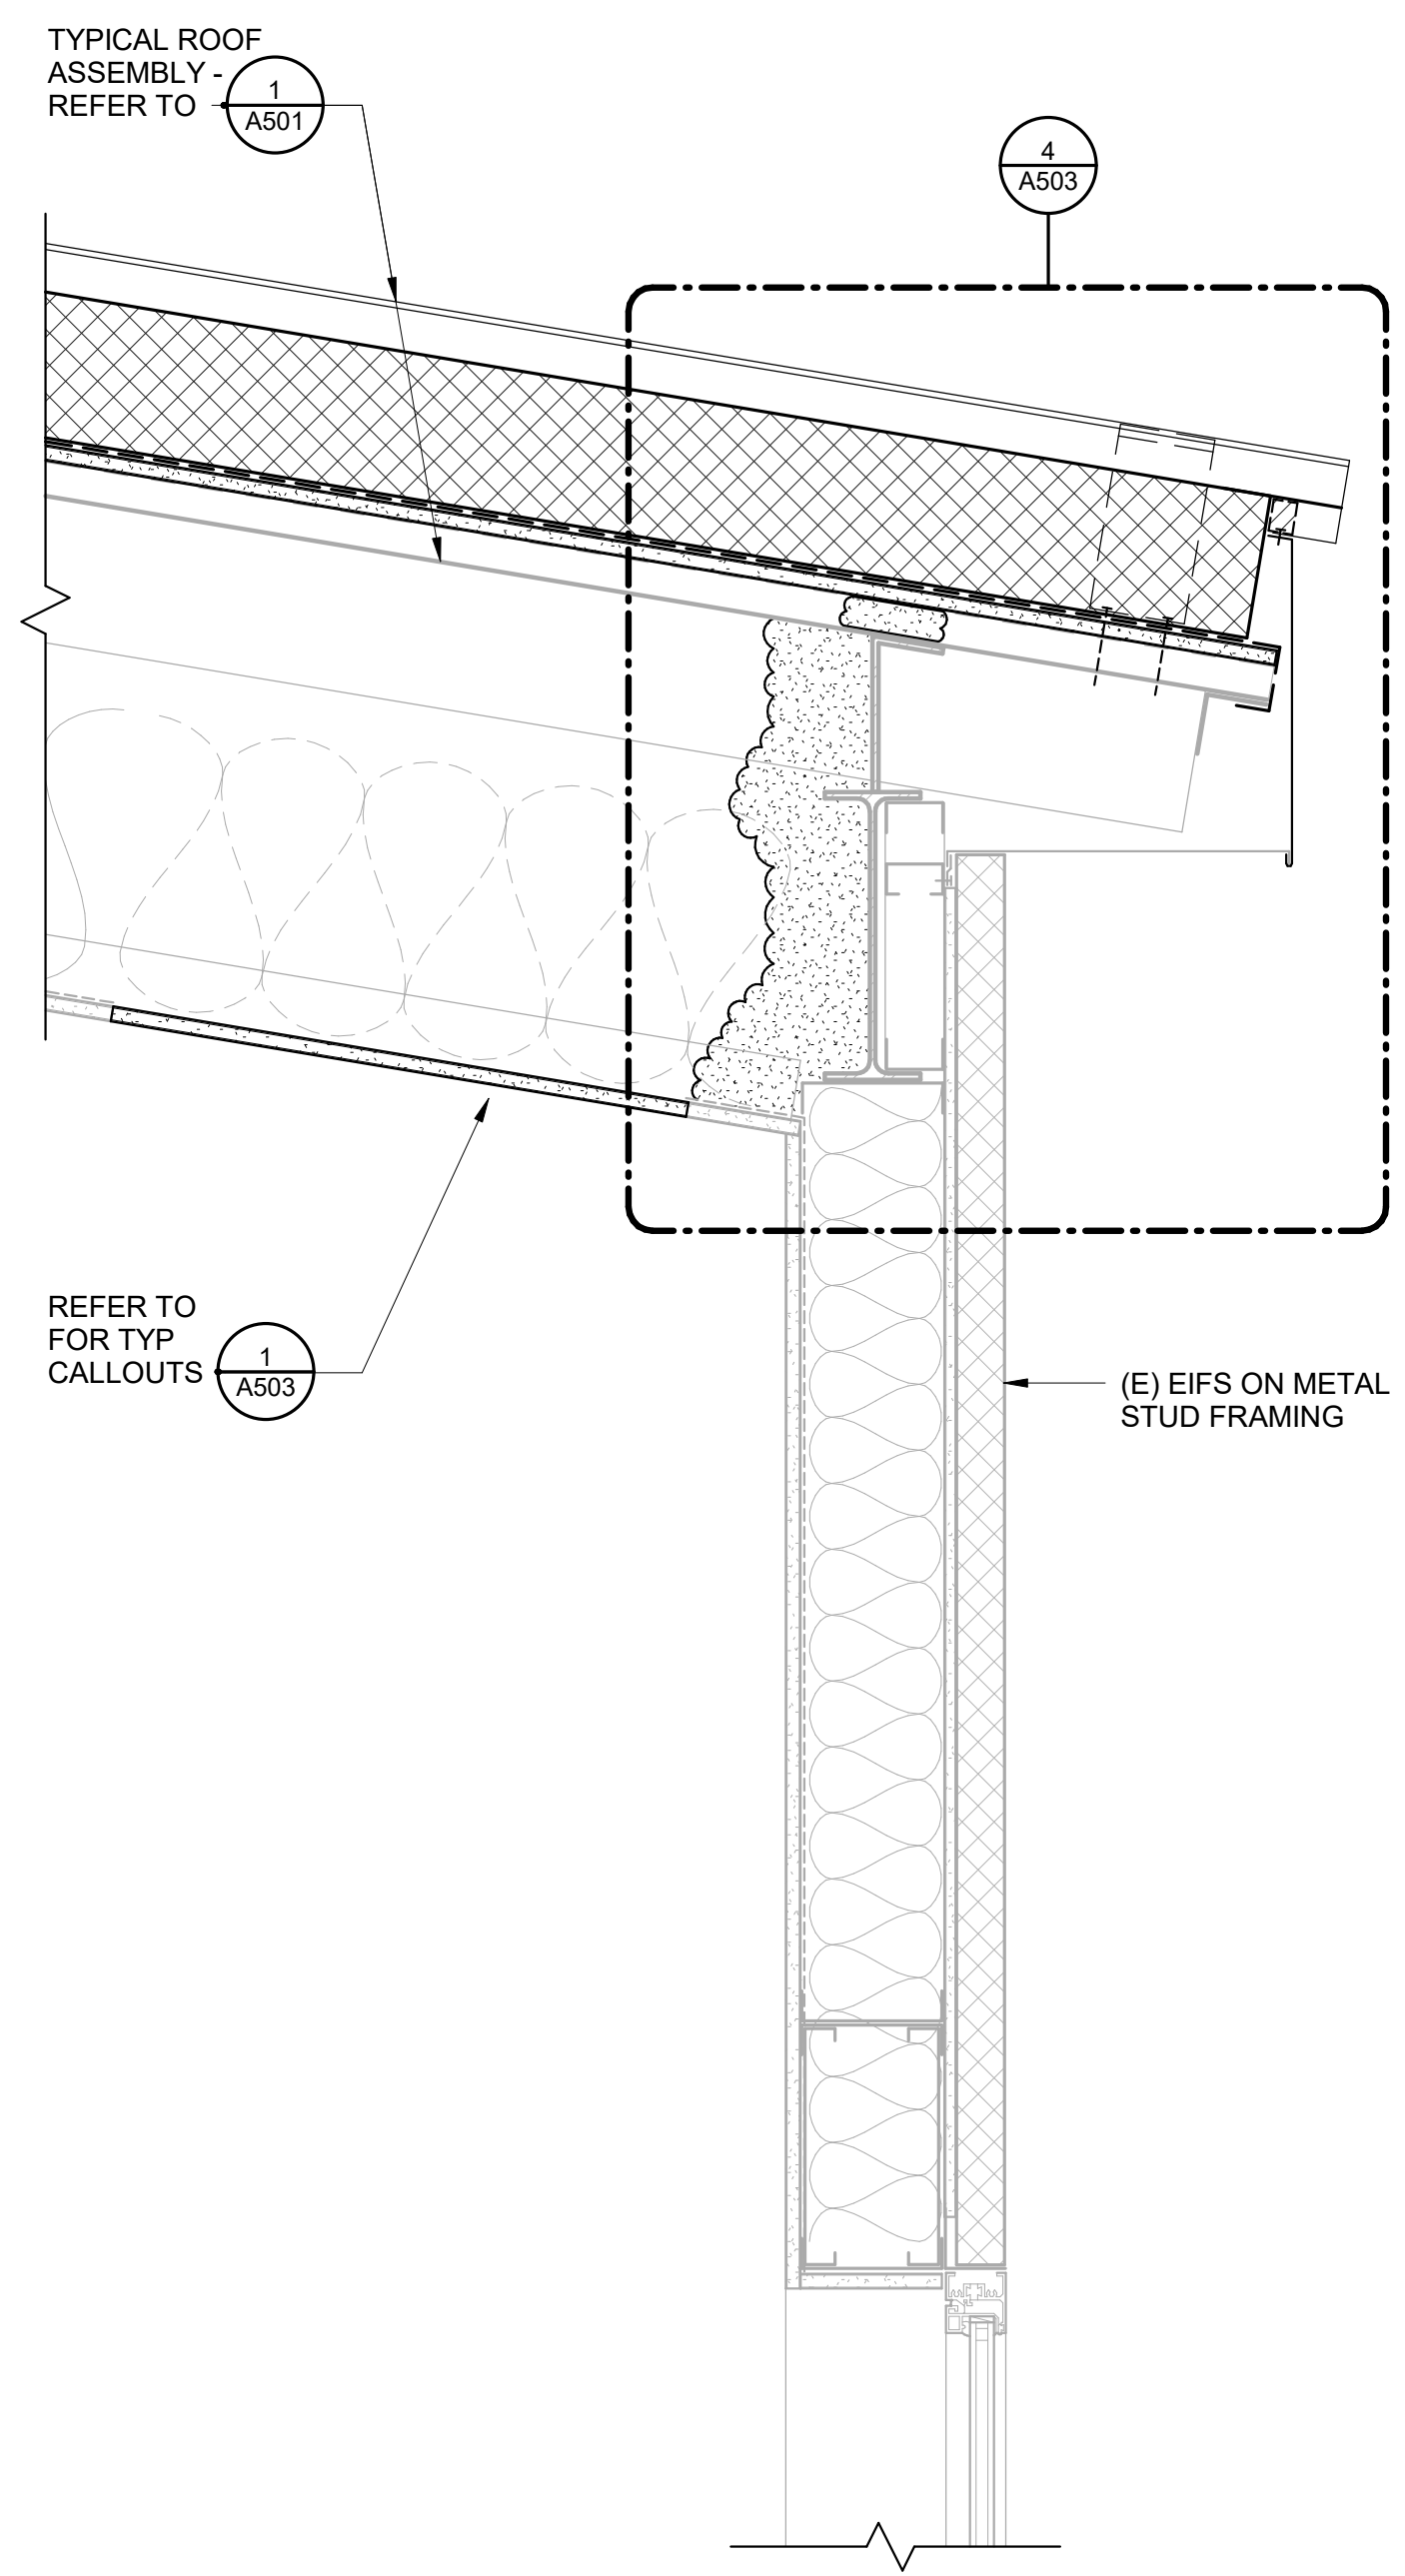 TYPICAL ROOF
ASSEMBLY -
REFER TO
1
A501
4
A503
REFER TO
FOR TYP
CALLOUTS
1
A503
(E) EIFS ON METAL
STUD FRAMING